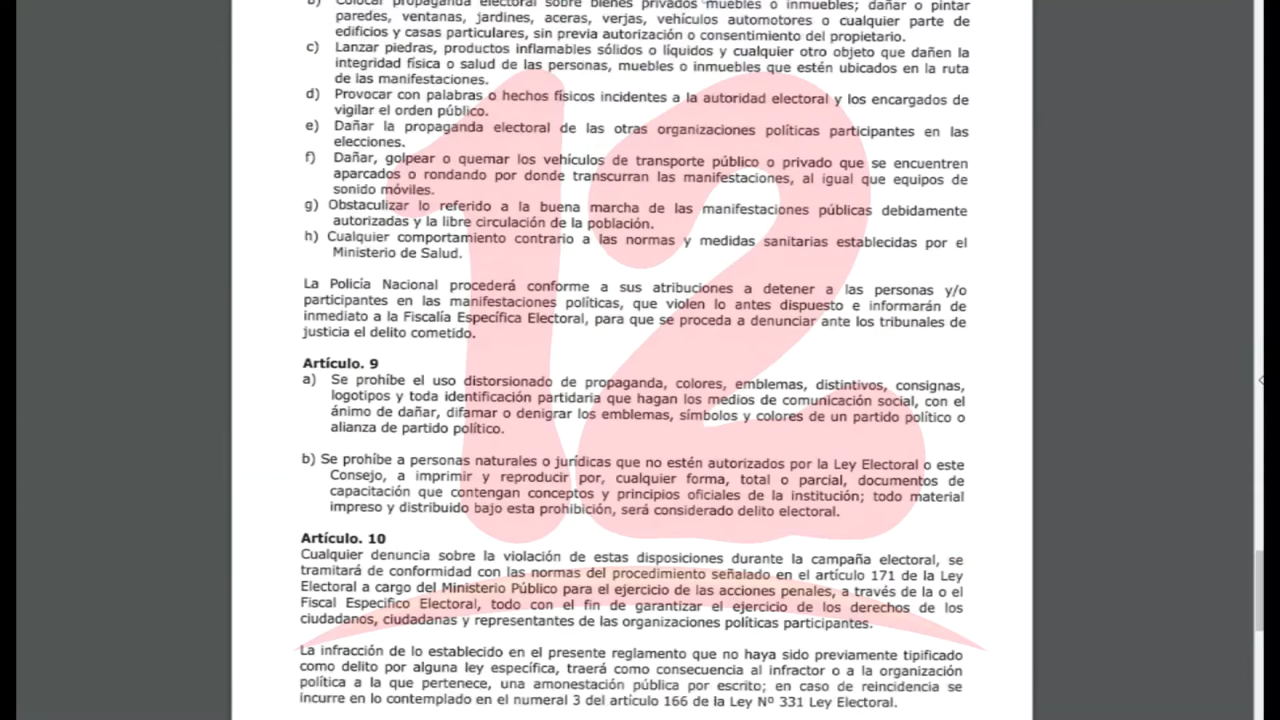 b) Colocar propaganda electoral sobre bienes privados muebles o inmuebles; dañar o pintar
paredes, ventanas, jardines, aceras, verjas, vehículos automotores o cualquier parte de
edificios y casas particulares, sin previa autorización o consentimiento del propietario.
c) Lanzar piedras, productos inflamables sólidos o líquidos y cualquier otro objeto que dañen la
integridad física o salud de las personas, muebles o inmuebles que estén ubicados en la ruta
de las manifestaciones.
d) Provocar con palabras o hechos físicos incidentes a la autoridad electoral y los encargados de
vigilar el orden público.
e) Dañar la propaganda electoral de las otras organizaciones políticas participantes en las
elecciones.
f) Dañar, golpear o quemar los vehículos de transporte público o privado que se encuentren
aparcados o rondando por donde transcurran las manifestaciones, al igual que equipos de
sonido móviles.
g) Obstaculizar lo referido a la buena marcha de las manifestaciones públicas debidamente
autorizadas y la libre circulación de la población.
h) Cualquier comportamiento contrario a las normas y medidas sanitarias establecidas por el
Ministerio de Salud.
La Policía Nacional procederá conforme a sus atribuciones a detener a las personas y/o
participantes en las manifestaciones políticas, que violen lo antes dispuesto e informarán de
inmediato a la Fiscalía Específica Electoral, para que se proceda a denunciar ante los tribunales de
justicia el delito cometido.
Artículo. 9
a) Se prohíbe el uso distorsionado de propaganda, colores, emblemas, distintivos, consignas,
logotipos y toda identificación partidaria que hagan los medios de comunicación social, con el
ánimo de dañar, difamar o denigrar los emblemas, símbolos y colores de un partido político o
alianza de partido político.
b) Se prohíbe a personas naturales o jurídicas que no estén autorizados por la Ley Electoral o este
Consejo, a imprimir y reproducir por, cualquier forma, total o parcial, documentos de
capacitación que contengan conceptos y principios oficiales de la institución; todo material
impreso y distribuido bajo esta prohibición, será considerado delito electoral.
Artículo. 10
Cualquier denuncia sobre la violación de estas disposiciones durante la campaña electoral, se
tramitará de conformidad con las normas del procedimiento señalado en el artículo 171 de la Ley
Electoral a cargo del Ministerio Público para el ejercicio de las acciones penales, a través de la o el
Fiscal Especifico Electoral, todo con el fin de garantizar el ejercicio de los derechos de los
ciudadanos, ciudadanas y representantes de las organizaciones políticas participantes.
La infracción de lo establecido en el presente reglamento que no haya sido previamente tipificado
como delito por alguna ley específica, traerá como consecuencia al infractor o a la organización
política a la que pertenece, una amonestación pública por escrito; en caso de reincidencia se
incurre en lo contemplado en el numeral 3 del artículo 166 de la Ley Nº 331 Ley Electoral.
12